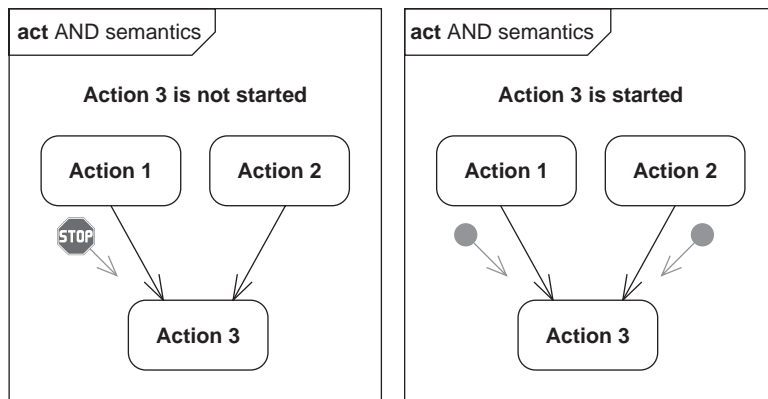 act AND semantics
Action 3 is not started
Action 1
Action 2
STOP
Action 3
act AND semantics
Action 3 is started
Action 1
Action 2
Action 3